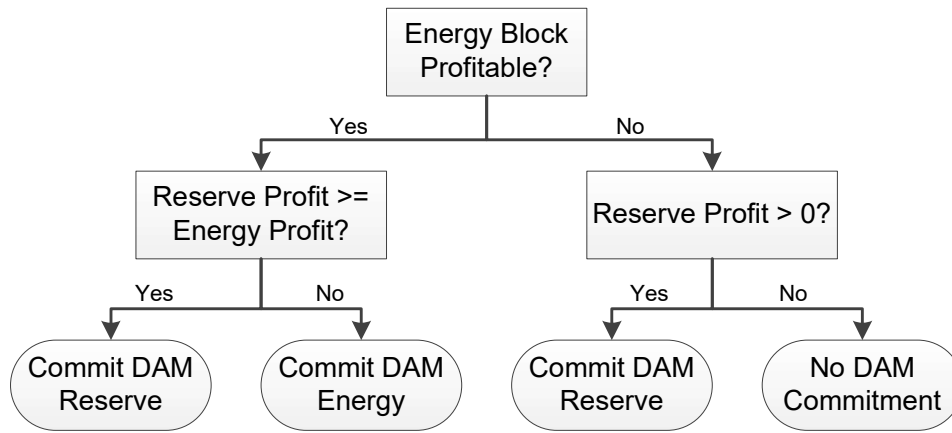 Energy Block
Profitable?
Yes
No
Reserve Profit >=
Energy Profit?
Reserve Profit > 0?
Yes
No
Yes
No
Commit DAM
Reserve
Commit DAM
Energy
Commit DAM
Reserve
No DAM
Commitment